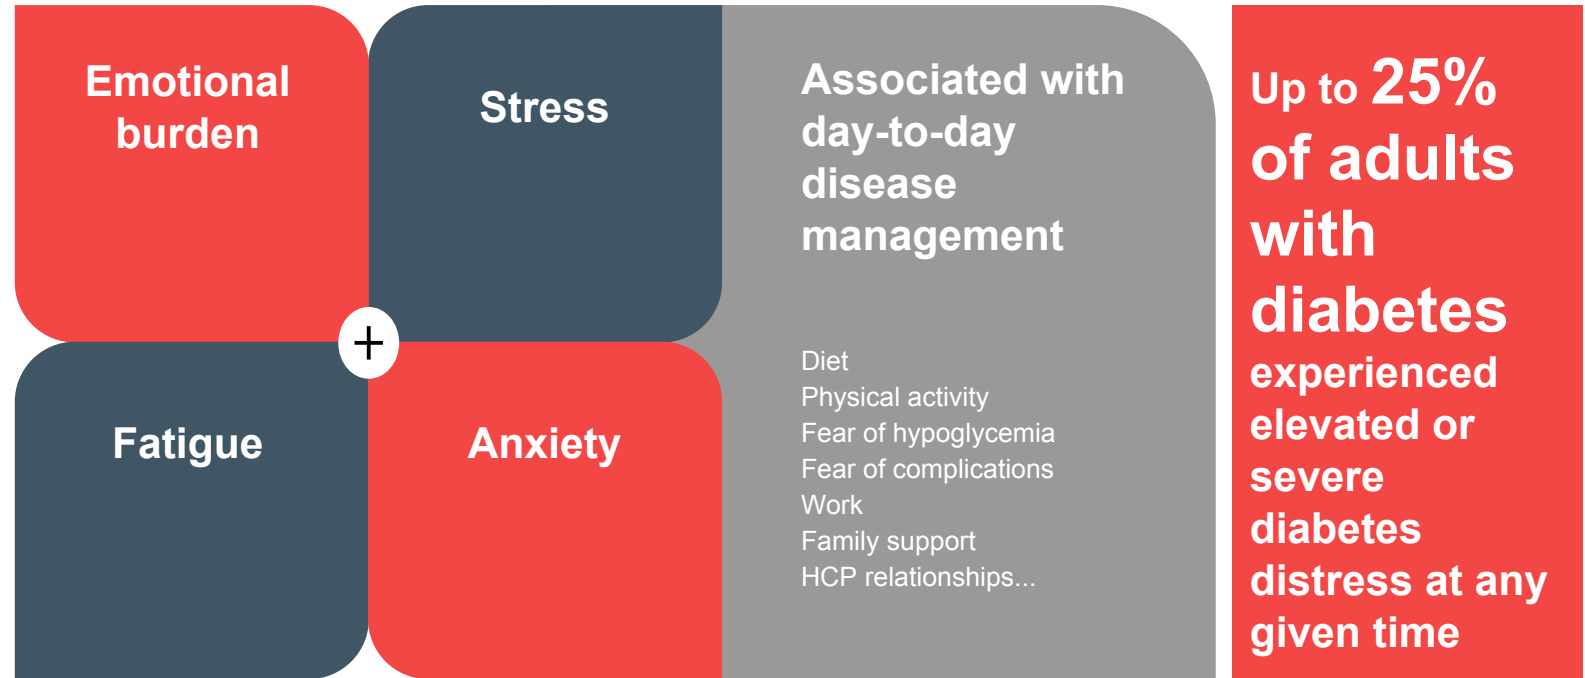 Emotional
burden
Stress
Fatigue
+
Anxiety
Associated with
day-to-day
disease
management
Diet
Physical activity
Fear of hypoglycemia
Fear of complications
Work
Family support
HCP relationships...
Up to 25%
of adults
with
diabetes
experienced
elevated or
severe
diabetes
distress at any
given time